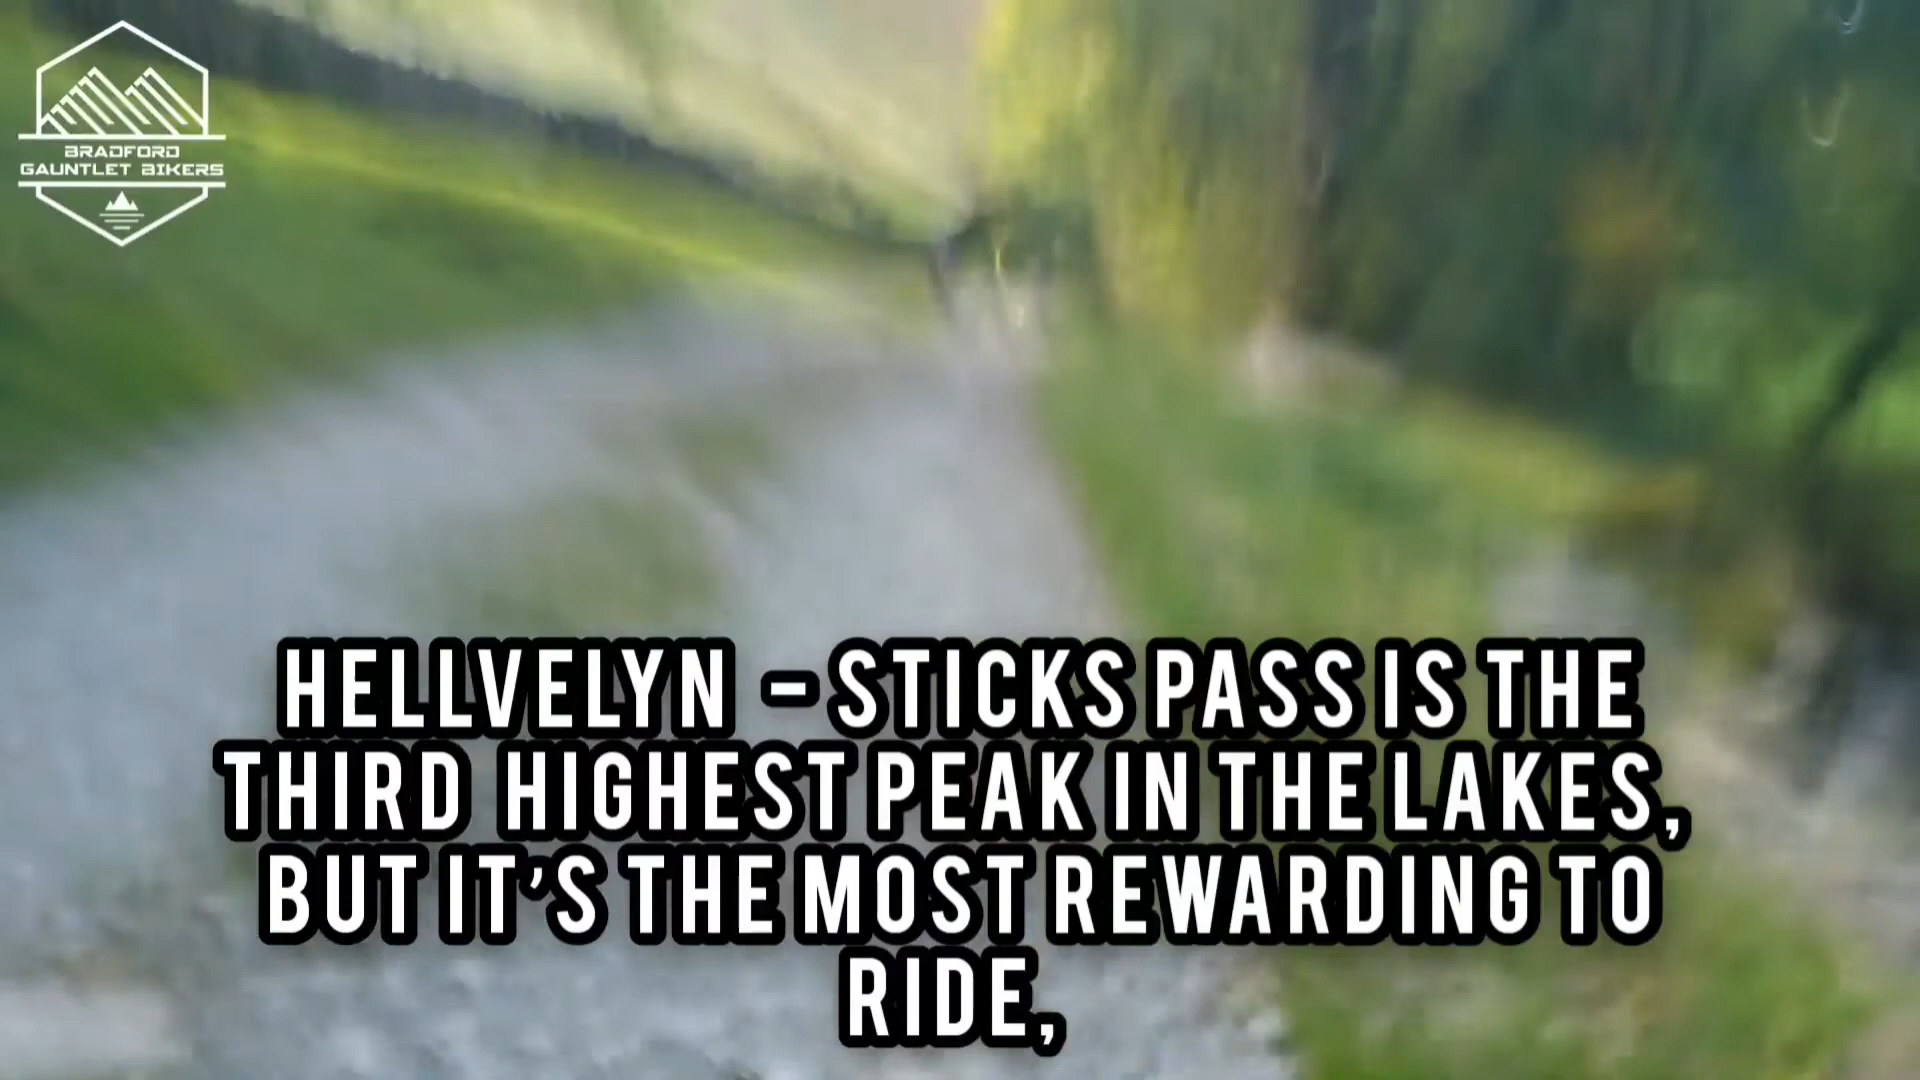 BRADFORD
GAUNTLET BIKERS
HELLVELYN - STICKS PASS IS THE
THIRD HIGHEST PEAK IN THE LAKES,
BUT IT'S THE MOST REWARDING TO
RIDE,